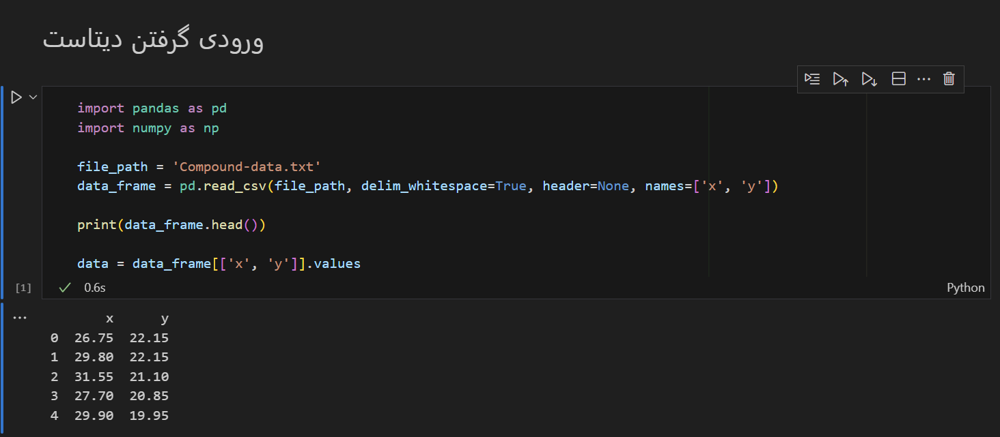 ورودی گرفتن دیتاست
import pandas as pd
import numpy as np
file_path = 'Compound-data.txt'
data_frame = pd.read_csv(file_path, delim_whitespace=True, header=None, names=['x', 'y'])
print(data_frame.head())
data = data_frame[['x', 'y']].values
[1] 0.6s Python
x y
0 26.75 22.15
1 29.80 22.15
2 31.55 21.10
3 27.70 20.85
4 29.90 19.95